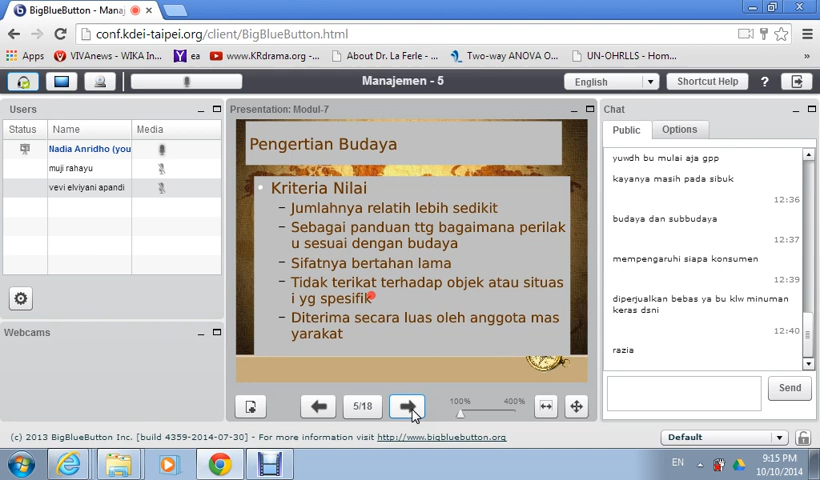 BigBlueButton - Mana
conf.kdei-taipei.org/client/BigBlueButton.html
Apps
VIVAnews - WIKA In...
ea
www.KRdrama.org -...
About Dr. La Ferle - ...
Two-way ANOVA O...
UN-OHRLLS - Hom...
Manajemen - 5
English
Shortcut Help
?
Users
Status
Name
Media
Nadia Anridho (you
muji rahayu
vevi elviyani apandi
Webcams
Presentation: Modul-7
Pengertian Budaya
• Kriteria Nilai
– Jumlahnya relatih lebih sedikit
– Sebagai panduan ttg bagaimana perilak
u sesuai dengan budaya
– Sifatnya bertahan lama
– Tidak terikat terhadap objek atau situas
i yg spesifik
– Diterima secara luas oleh anggota mas
yarakat
5/18
100%
400%
Chat
Public
Options
yuwdh bu mulai aja gpp
kayanya masih pada sibuk
12:36
budaya dan subbudaya
12:37
mempengaruhi siapa konsumen
12:39
diperjualkan bebas ya bu klw minuman
keras dsni
12:40
razia
Send
(c) 2013 BigBlueButton Inc. [build 4359-2014-07-30] - For more information visit http://www.bigbluebutton.org
Default
EN
9:15 PM
10/10/2014